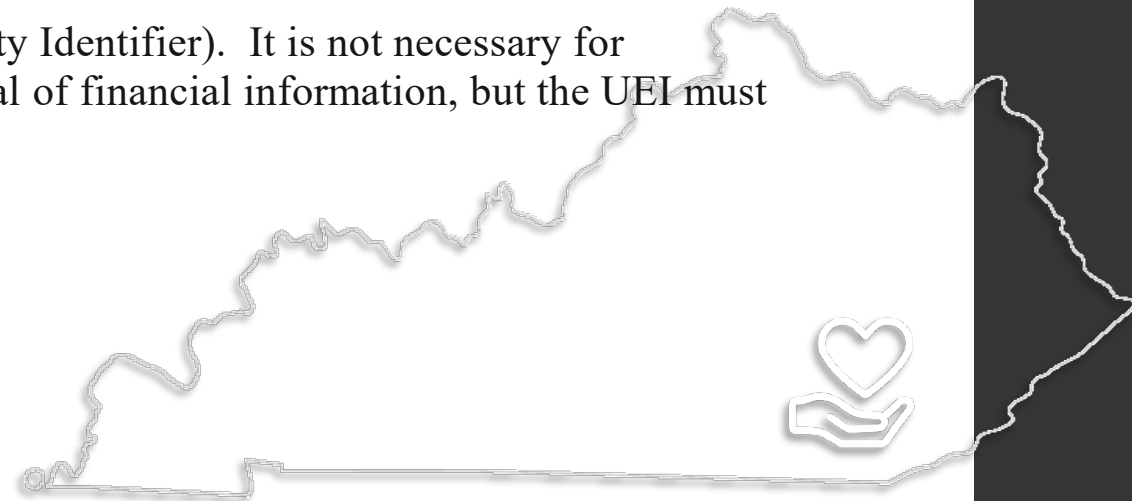 ty Identifier). It is not necessary for
al of financial information, but the UEI must